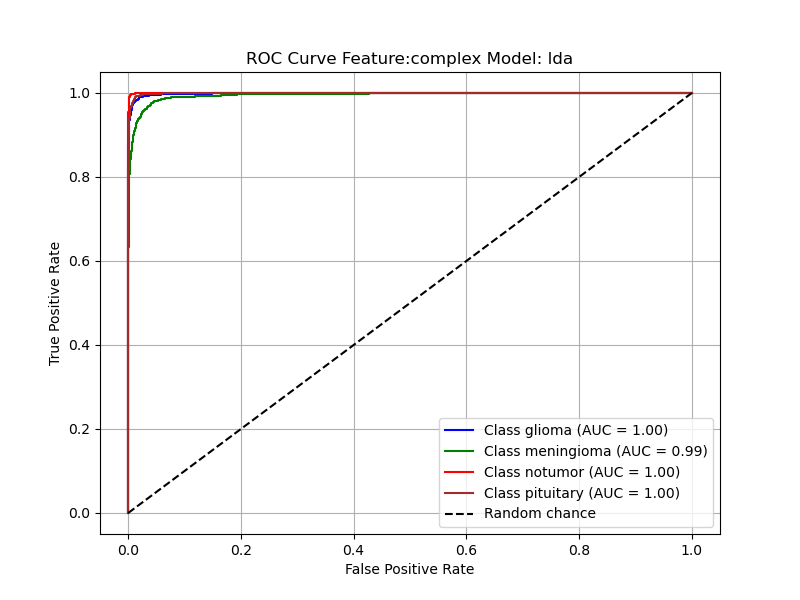 ROC Curve Feature:complex Model: lda
True Positive Rate
1.0
0.8
0.6
0.4
0.2
0.0
Class glioma (AUC = 1.00)
Class meningioma (AUC = 0.99)
Class notumor (AUC = 1.00)
Class pituitary (AUC = 1.00)
Random chance
0.0 0.2 0.4 0.6 0.8 1.0
False Positive Rate